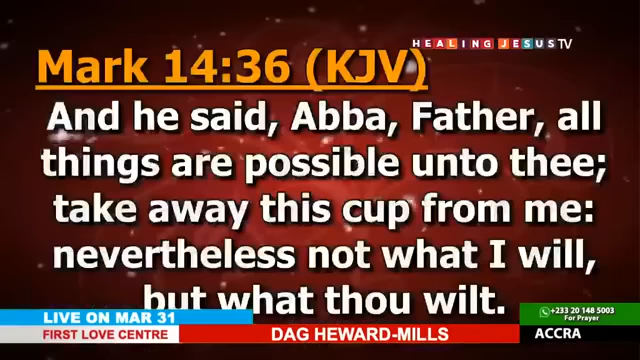 HEALING JESUS TV
Mark 14:36 (KJV)
And he said, Abba, Father, all
things are possible unto thee;
take away this cup from me:
nevertheless not what I will,
but what thou wilt.
LIVE ON MAR 31
+233 20 148 5003
For Prayer
FIRST LOVE CENTRE
DAG HEWARD-MILLS
ACCRA